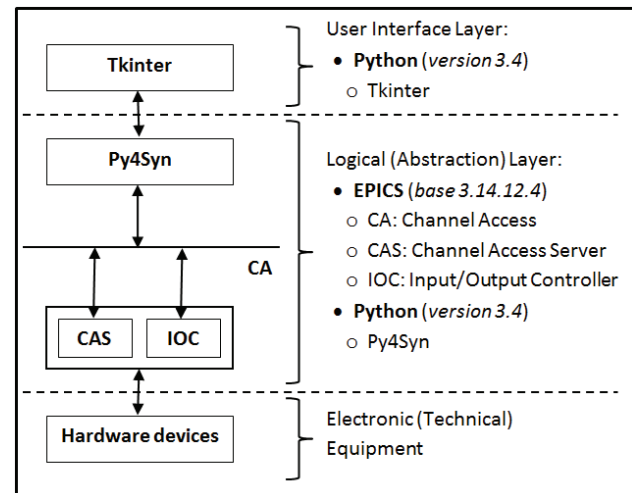 Tkinter
Py4Syn
CA
CAS
IOC
Hardware devices
User Interface Layer:
• Python (version 3.4)
○ Tkinter
Logical (Abstraction) Layer:
• EPICS (base 3.14.12.4)
○ CA: Channel Access
○ CAS: Channel Access Server
○ IOC: Input/Output Controller
• Python (version 3.4)
○ Py4Syn
Electronic (Technical)
Equipment